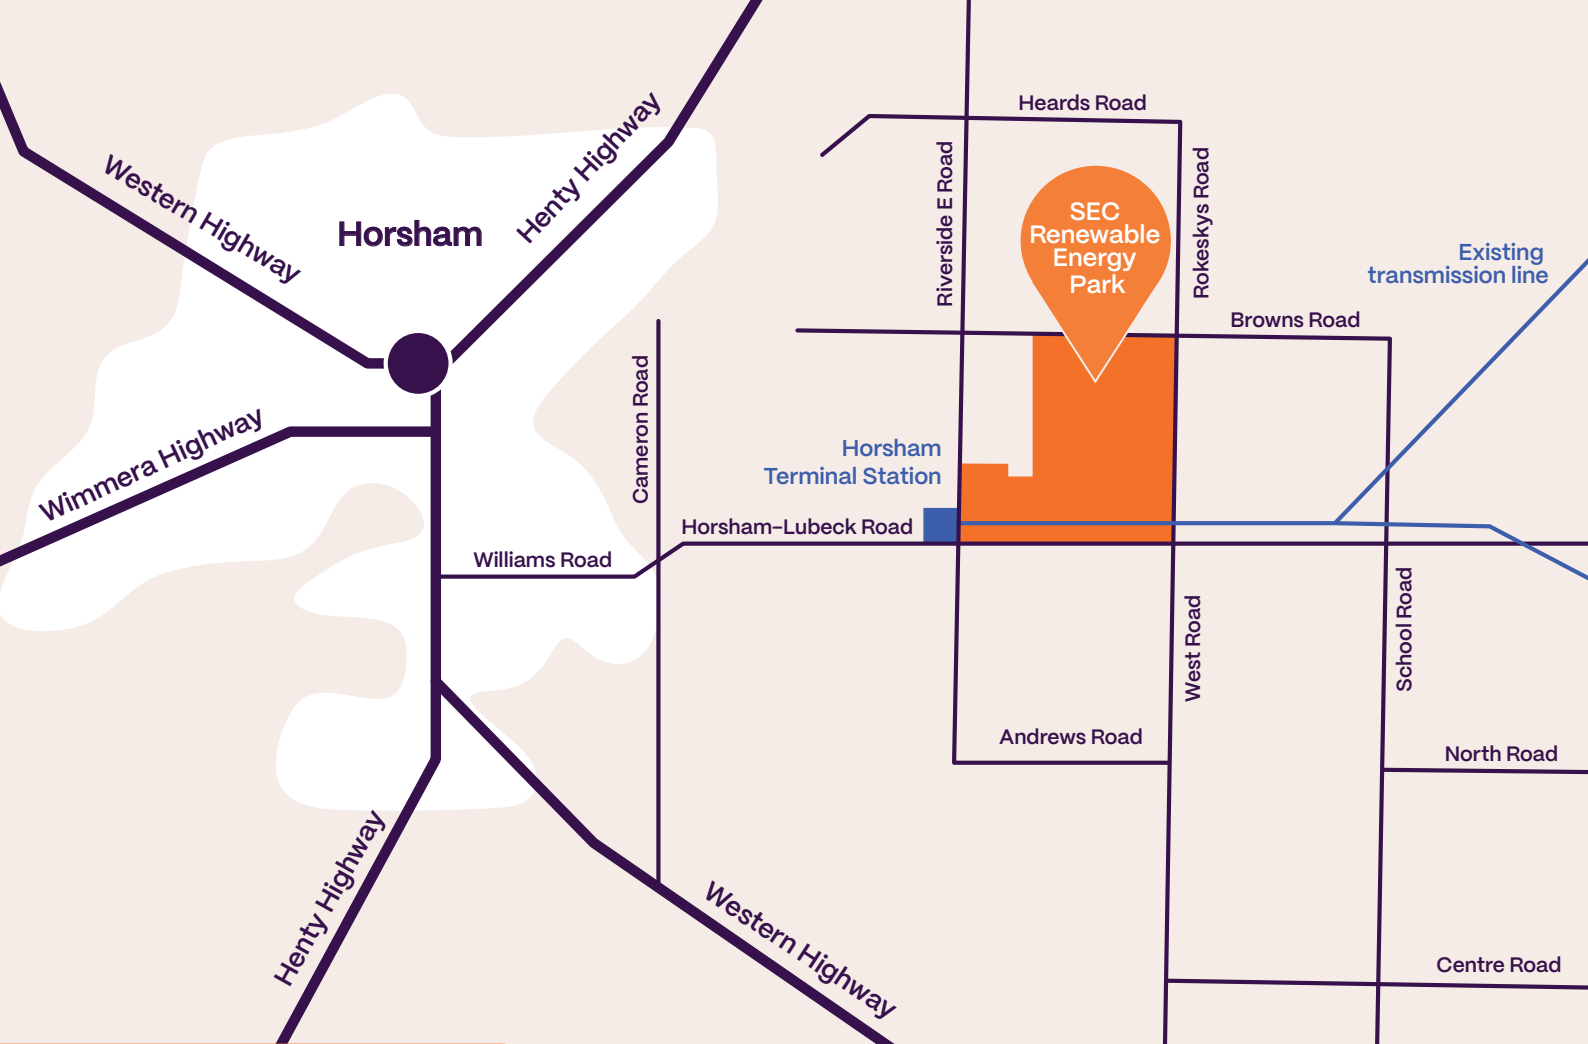 Heards Road
Henty Highway
Western Highway
Horsham
Riverside E Road
Rokeskys Road
SEC
Renewable
Energy
Park
Existing
transmission line
Browns Road
Cameron Road
Wimmera Highway
Horsham
Terminal Station
Horsham–Lubeck Road
Williams Road
West Road
School Road
Andrews Road
North Road
Henty Highway
Western Highway
Centre Road